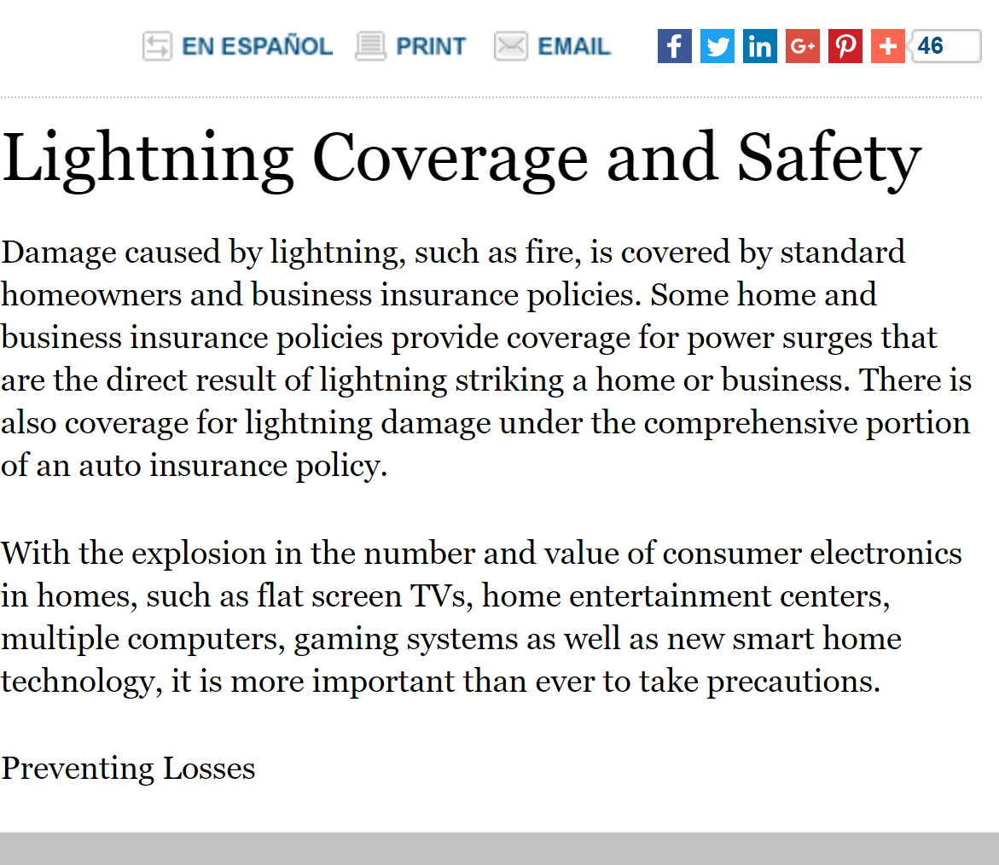 EN ESPAÑOL PRINT EMAIL f in G+ 46
Lightning Coverage and Safety
Damage caused by lightning, such as fire, is covered by standard
homeowners and business insurance policies. Some home and
business insurance policies provide coverage for power surges that
are the direct result of lightning striking a home or business. There is
also coverage for lightning damage under the comprehensive portion
of an auto insurance policy.
With the explosion in the number and value of consumer electronics
in homes, such as flat screen TVs, home entertainment centers,
multiple computers, gaming systems as well as new smart home
technology, it is more important than ever to take precautions.
Preventing Losses